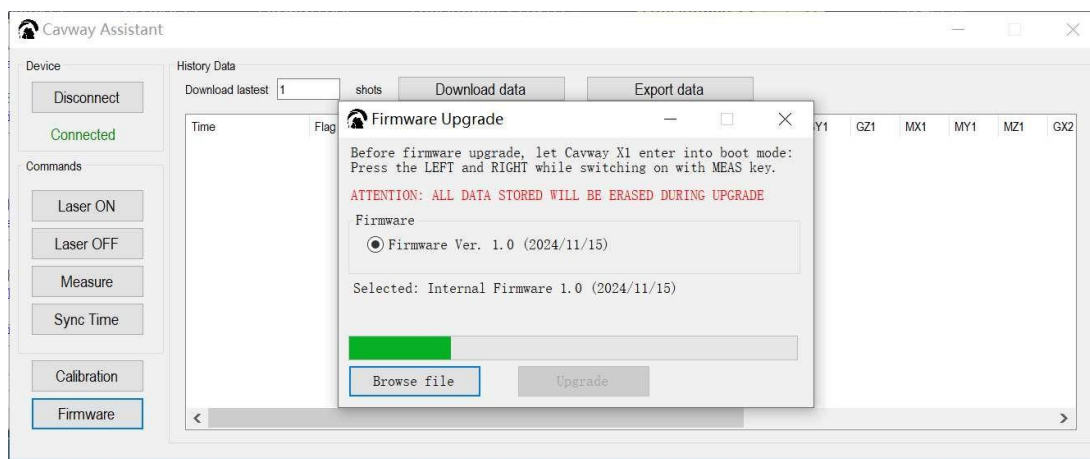 Cavway Assistant
Device
Disconnect
Connected
Commands
Laser ON
Laser OFF
Measure
Sync Time
Calibration
Firmware
History Data
Download lastest 1 shots Download data Export data
Time Flag Y1 GZ1 MX1 MY1 MZ1 GX2
Firmware Upgrade
Before firmware upgrade, let Cavway X1 enter into boot mode:
Press the LEFT and RIGHT while switching on with MEAS key.
ATTENTION: ALL DATA STORED WILL BE ERASED DURING UPGRADE
Firmware
Firmware Ver. 1.0 (2024/11/15)
Selected: Internal Firmware 1.0 (2024/11/15)
Browse file Upgrade